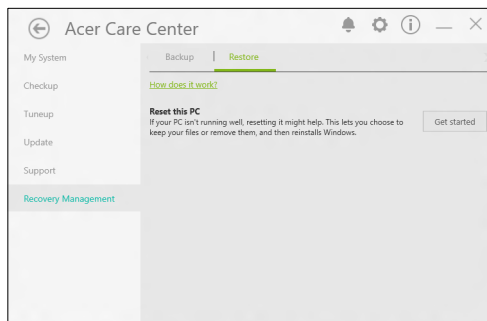 Acer Care Center
My System
Checkup
Tuneup
Update
Support
Recovery Management
Backup | Restore
How does it work?
Reset this PC
If your PC isn't running well, resetting it might help. This lets you choose to
keep your files or remove them, and then reinstalls Windows.
Get started